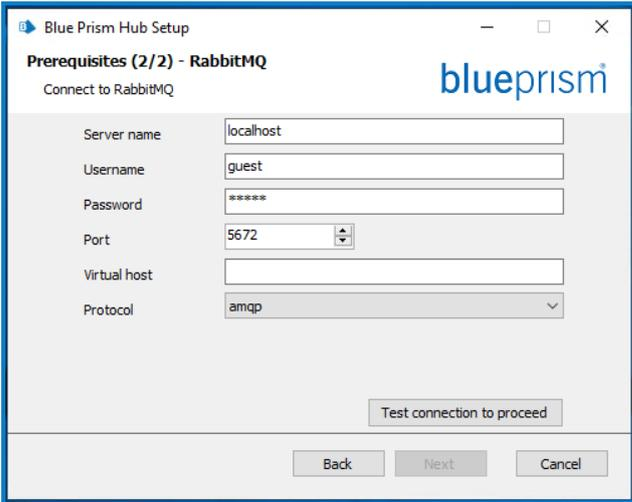 Blue Prism Hub Setup
Prerequisites (2/2) - RabbitMQ
Connect to RabbitMQ
blueprism®
Server name localhost
Username guest
Password *****
Port 5672
Virtual host
Protocol amqp
Test connection to proceed
Back Next Cancel